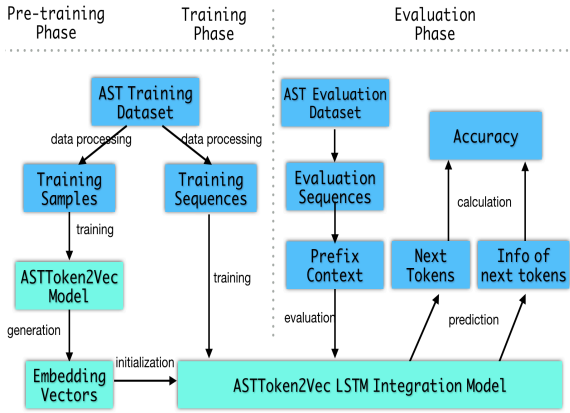 Pre-training
Phase
Training
Phase
Evaluation
Phase
AST Training
Dataset
AST Evaluation
Dataset
Accuracy
data processing
data processing
Training
Samples
Training
Sequences
Evaluation
Sequences
calculation
training
ASTToken2Vec
Model
training
Prefix
Context
Next
Tokens
Info of
next tokens
generation
evaluation
prediction
initialization
Embedding
Vectors
ASTToken2Vec LSTM Integration Model